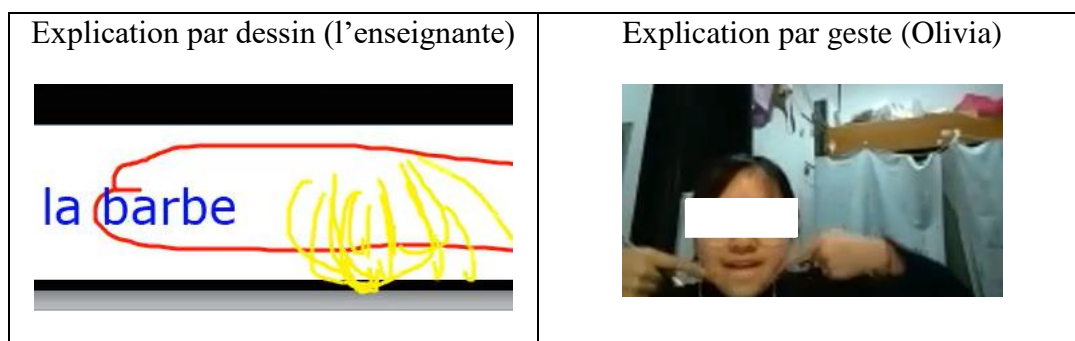 Explication par dessin (l’enseignante)
Explication par geste (Olivia)
la barbe